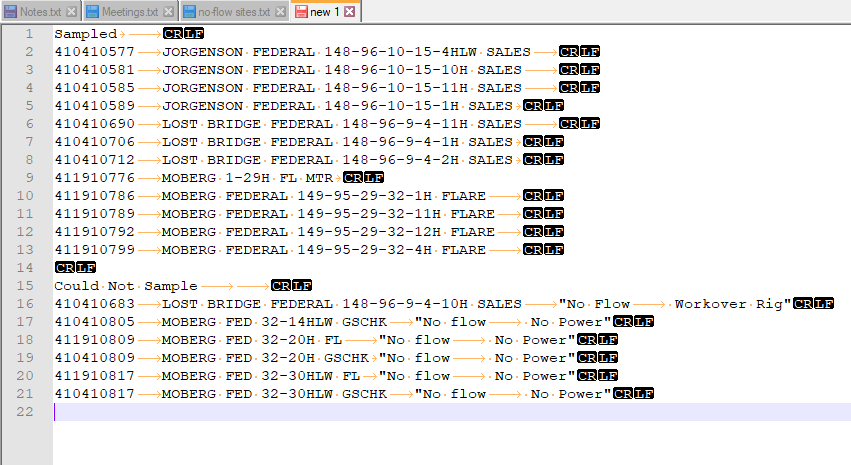 Notes.txt Meetings.txt no-flow sites.txt new 1
1 Sampled CRLF
2 410410577 JORGENSON FEDERAL 148-96-10-15-4HLW SALES CRLF
3 410410581 JORGENSON FEDERAL 148-96-10-15-10H SALES CRLF
4 410410585 JORGENSON FEDERAL 148-96-10-15-11H SALES CRLF
5 410410589 JORGENSON FEDERAL 148-96-10-15-1H SALES CRLF
6 410410690 LOST BRIDGE FEDERAL 148-96-9-4-11H SALES CRLF
7 410410706 LOST BRIDGE FEDERAL 148-96-9-4-1H SALES CRLF
8 410410712 LOST BRIDGE FEDERAL 148-96-9-4-2H SALES CRLF
9 411910776 MOBERG 1-29H FL MTR CRLF
10 411910786 MOBERG FEDERAL 149-95-29-32-1H FLARE CRLF
11 411910789 MOBERG FEDERAL 149-95-29-32-11H FLARE CRLF
12 411910792 MOBERG FEDERAL 149-95-29-32-12H FLARE CRLF
13 411910799 MOBERG FEDERAL 149-95-29-32-4H FLARE CRLF
14 CRLF
15 Could Not Sample CRLF
16 410410683 LOST BRIDGE FEDERAL 148-96-9-4-10H SALES "No Flow Workover Rig" CRLF
17 410410805 MOBERG FED 32-14HLW GSCHK "No flow No Power" CRLF
18 411910809 MOBERG FED 32-20H FL "No flow No Power" CRLF
19 410410809 MOBERG FED 32-20H GSCHK "No flow No Power" CRLF
20 411910817 MOBERG FED 32-30HLW FL "No flow No Power" CRLF
21 410410817 MOBERG FED 32-30HLW GSCHK "No flow No Power" CRLF
22